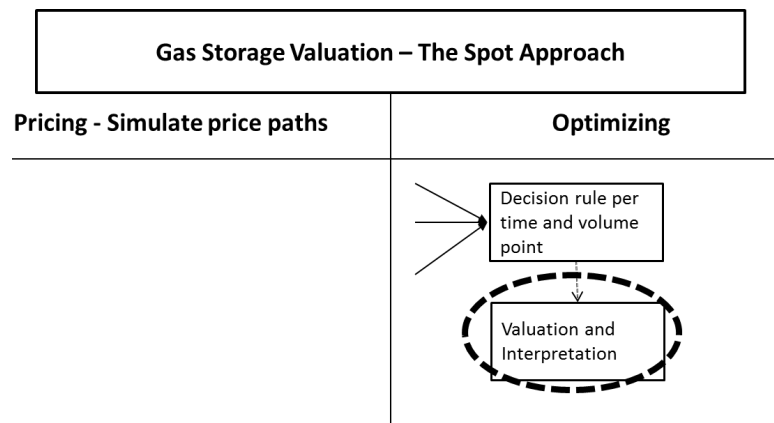 Gas Storage Valuation – The Spot Approach
Pricing - Simulate price paths
Optimizing
Decision rule per
time and volume
point
Valuation and
Interpretation